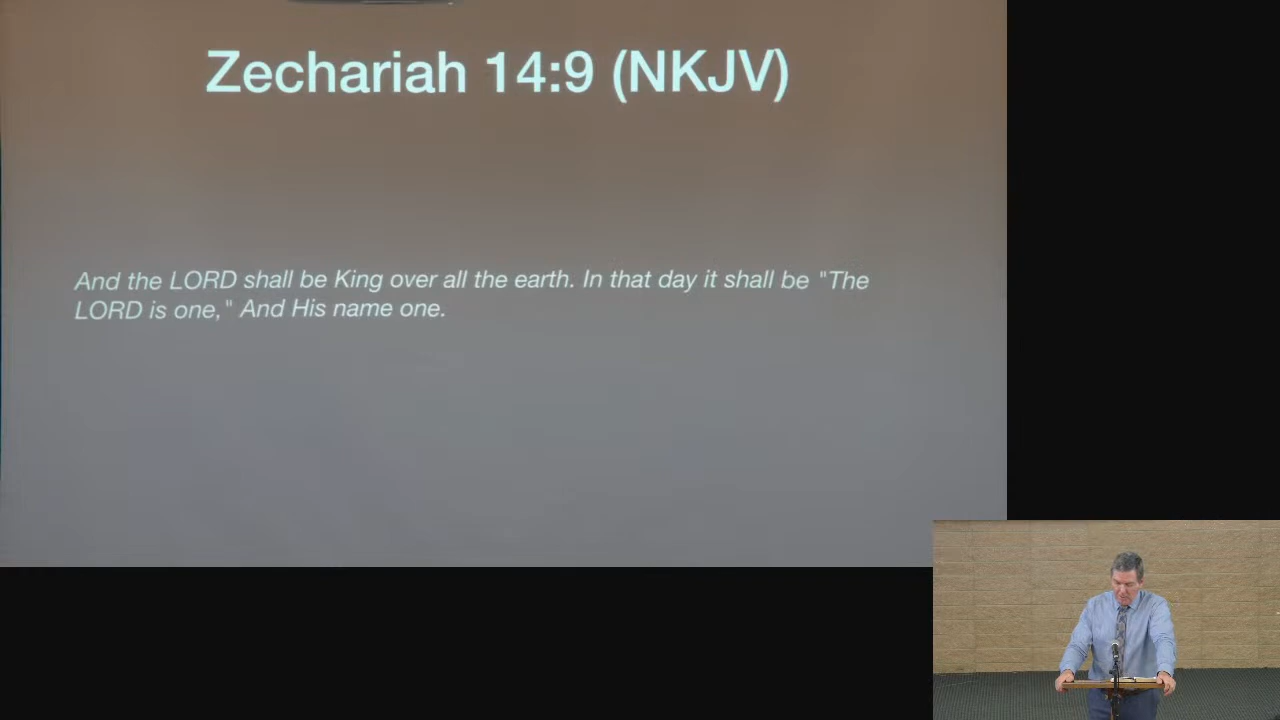 Zechariah 14:9 (NKJV)
And the LORD shall be King over all the earth. In that day it shall be "The
LORD is one," And His name one.